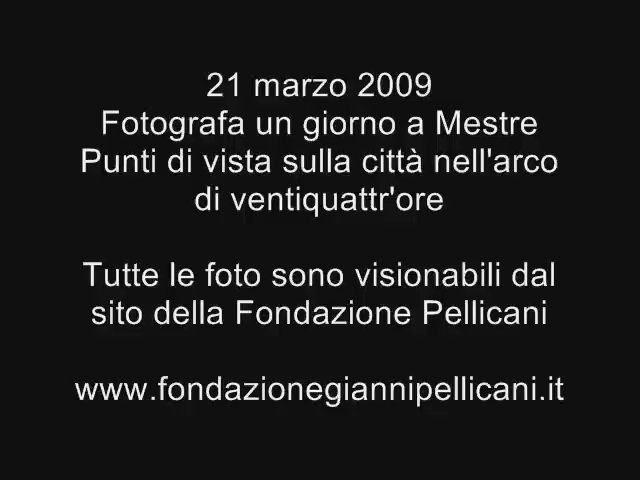 21 marzo 2009
Fotografa un giorno a Mestre
Punti di vista sulla città nell'arco
di ventiquattr'ore
Tutte le foto sono visionabili dal
sito della Fondazione Pellicani
www.fondazionegiannipellicani.it